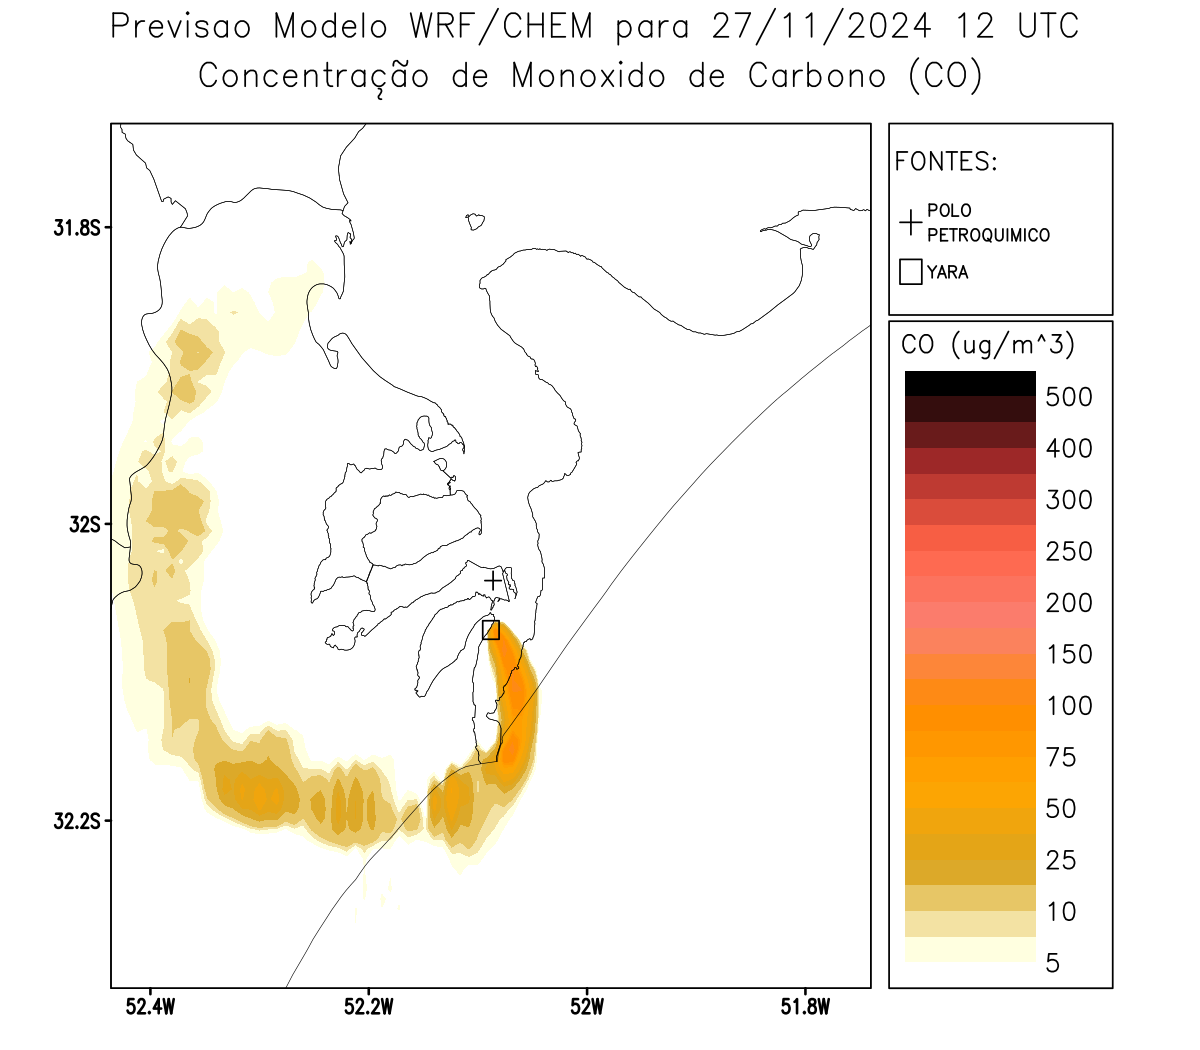 Previsao Modelo WRF/CHEM para 27/11/2024 12 UTC
Concentração de Monoxido de Carbono (CO)
FONTES:
POLO
PETROQUIMICO
YARA
CO (ug/m^3)
500
400
300
250
200
150
100
75
50
25
10
5
31.8S
32S
32.2S
52.4W
52.2W
52W
51.8W